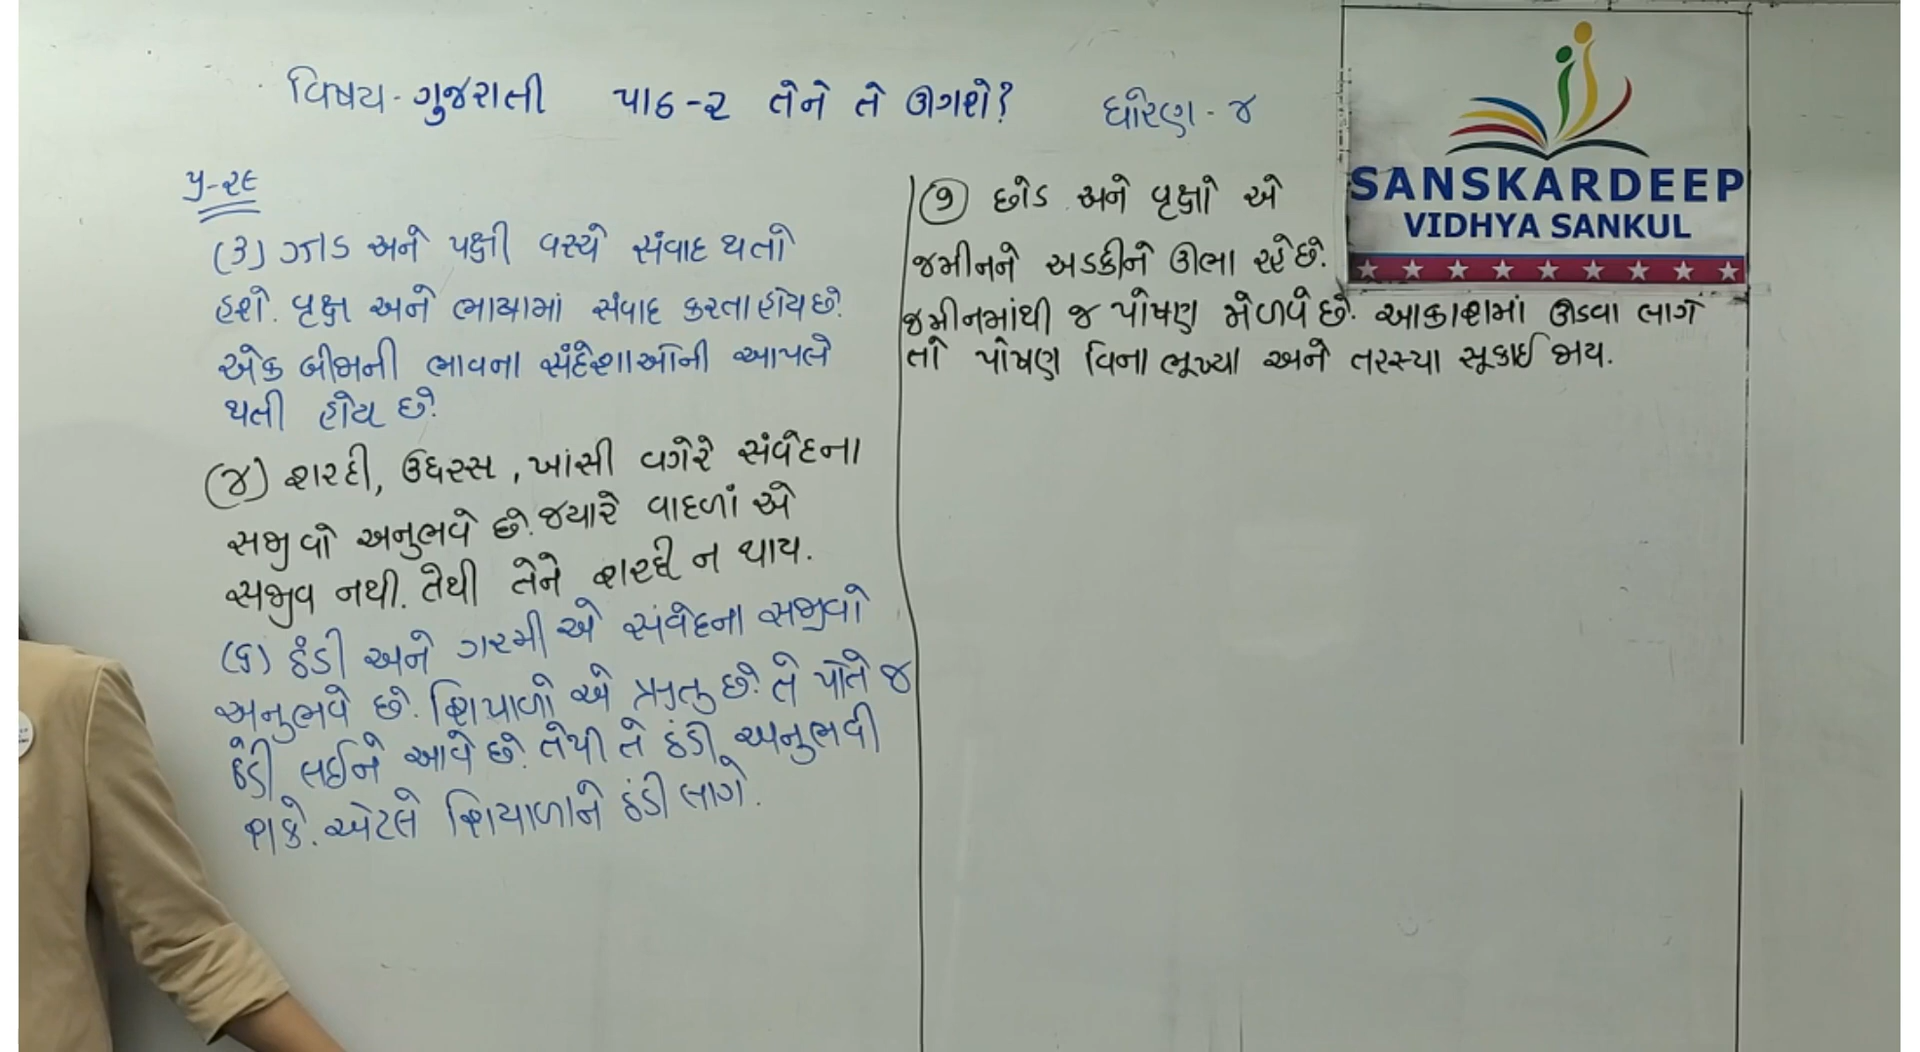 વિષય - ગુજરાતી પાઠ - ૨ તેને તે ઊગશે? ધોરણ - ૪
પૃ-૨૯
(૩) ઝાડ અને પક્ષી વચ્ચે સંવાદ થતો
હશે. વૃક્ષ અને ભાષામાં સંવાદ કરતા હોય છે.
એક બીજાની ભાવના સંદેશાઓની આપલે
થતી હોય છે.
(૪) શરદી, ઉધરસ, ખાંસી વગેરે સંવેદના
સજીવો અનુભવે છે. જ્યારે વાદળાં એ
સજીવ નથી. તેથી તેને શરદી ન થાય.
(૬) ઠંડી અને ગરમી એ સંવેદના સજીવો
અનુભવે છે. શિયાળો એ ઋતુ છે. તે પોતે જ
ઠંડી લઈને આવે છે. તેથી તે ઠંડી અનુભવી
શકે. એટલે શિયાળાને ઠંડી લાગે.
(૭) છોડ અને વૃક્ષો એ
જમીનને અડકીને ઊભા રહે છે.
જમીનમાંથી જ પોષણ મેળવે છે. આકાશમાં ઊડવા લાગે
તો પોષણ વિના ભૂખ્યા અને તરસ્યા સૂકાઈ જાય.
SANSKARDEEP
VIDHYA SANKUL